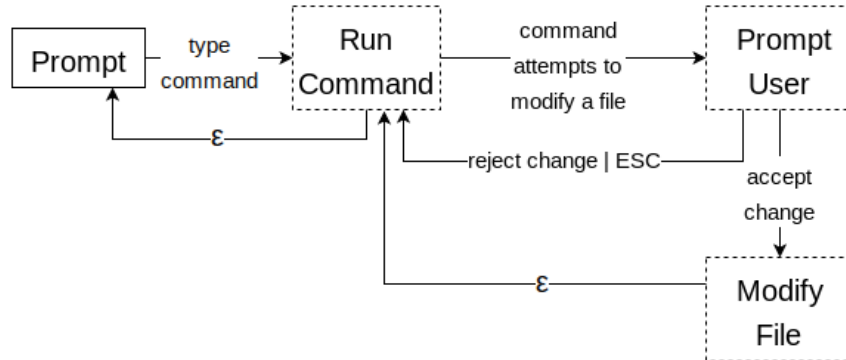 Prompt
type
command
Run
Command
command
attempts to
modify a file
Prompt
User
ε
reject change | ESC
accept
change
ε
Modify
File